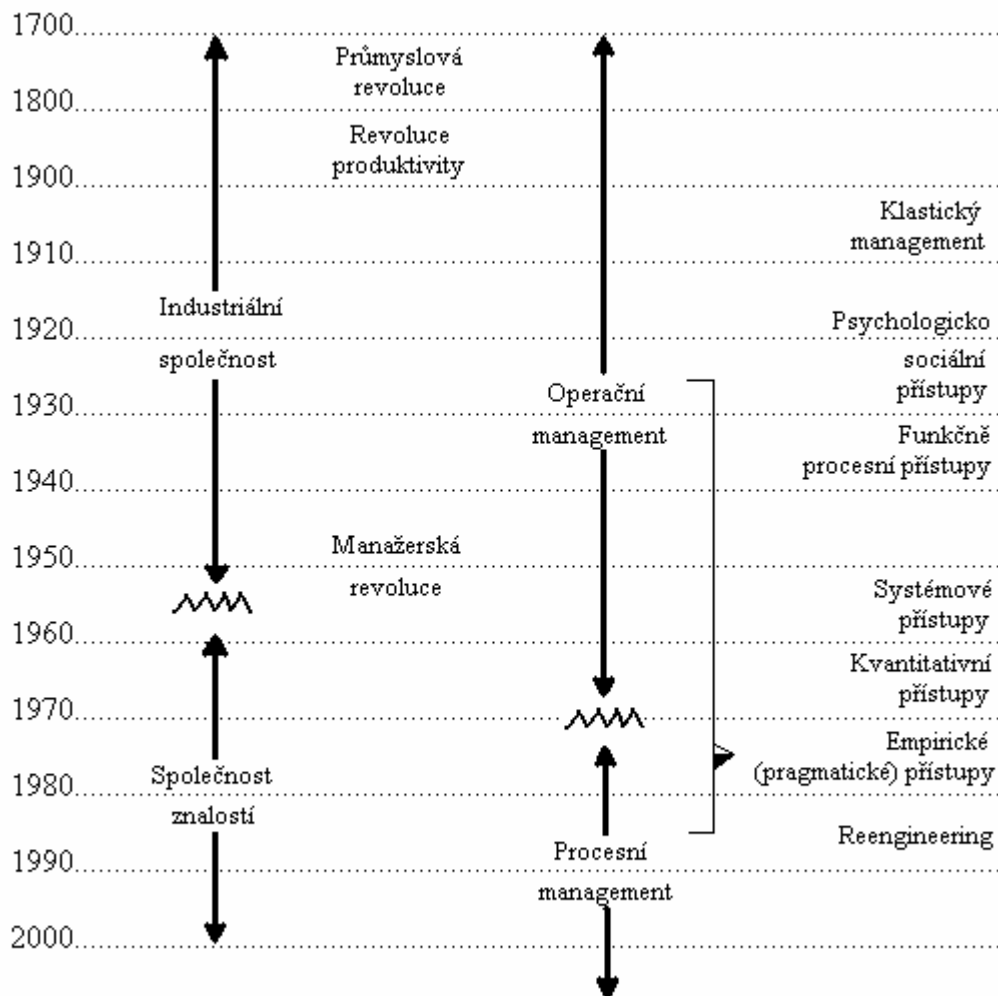 1700
Průmyslová
revoluce
1800
Revoluce
produktivity
1900
Klastický
management
1910
Industriální
společnost
1920
Psychologicko
sociální
přístupy
Operační
management
1930
Funkčně
procesní přístupy
1940
1950
Manažerská
revoluce
Systémové
přístupy
1960
Kvantitativní
přístupy
1970
Empirické
(pragmatické) přístupy
Společnost
znalostí
1980
Reengineering
Procesní
management
1990
2000